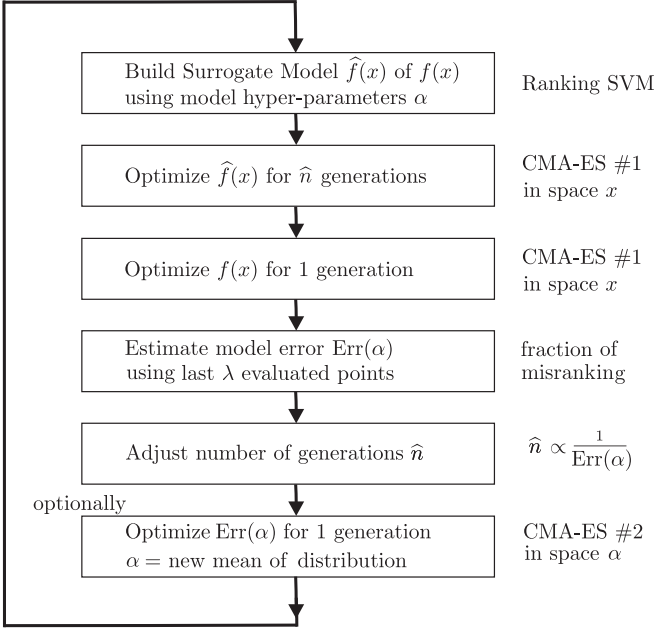 Build Surrogate Model f̂(x) of f(x)
using model hyper-parameters α
Ranking SVM
Optimize f̂(x) for n̂ generations
CMA-ES #1
in space x
Optimize f(x) for 1 generation
CMA-ES #1
in space x
Estimate model error Err(α)
using last λ evaluated points
fraction of
misranking
Adjust number of generations n̂
n̂ ∝ 1/Err(α)
optionally
Optimize Err(α) for 1 generation
α = new mean of distribution
CMA-ES #2
in space α